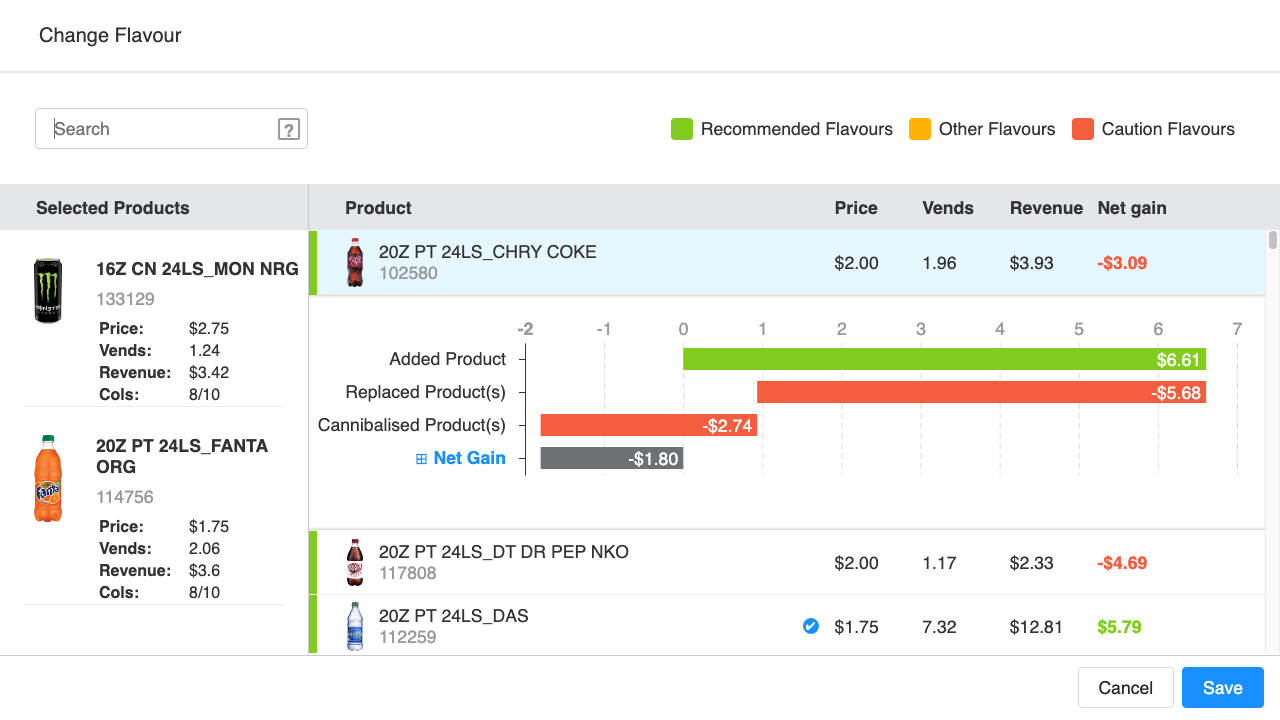 Change Flavour
Search
?
Recommended Flavours
Other Flavours
Caution Flavours
Selected Products
Product
Price
Vends
Revenue
Net gain
16Z CN 24LS_MON NRG
133129
Price: $2.75
Vends: 1.24
Revenue: $3.42
Cols: 8/10
20Z PT 24LS_FANTA
ORG
114756
Price: $1.75
Vends: 2.06
Revenue: $3.6
Cols: 8/10
20Z PT 24LS_CHRY COKE
102580
$2.00
1.96
$3.93
-$3.09
-2 -1 0 1 2 3 4 5 6 7
Added Product $6.61
Replaced Product(s) -$5.68
Cannibalised Product(s) -$2.74
Net Gain -$1.80
20Z PT 24LS_DT DR PEP NKO
117808
$2.00
1.17
$2.33
-$4.69
20Z PT 24LS_DAS
112259
$1.75
7.32
$12.81
$5.79
Cancel
Save
MONSTER
Fanta